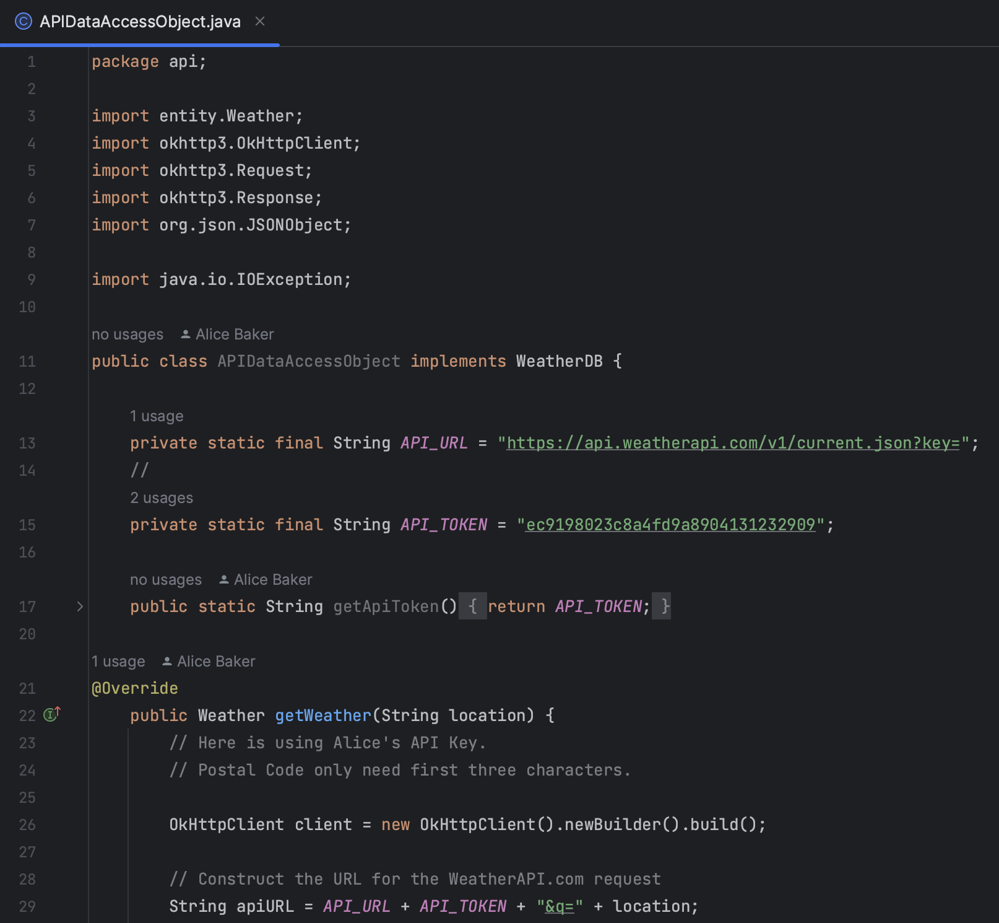 APIDataAccessObject.java
1 package api;
2
3 import entity.Weather;
4 import okhttp3.OkHttpClient;
5 import okhttp3.Request;
6 import okhttp3.Response;
7 import org.json.JSONObject;
8
9 import java.io.IOException;
10
no usages Alice Baker
11 public class APIDataAccessObject implements WeatherDB {
12
1 usage
13 private static final String API_URL = "https://api.weatherapi.com/v1/current.json?key=";
14 //
2 usages
15 private static final String API_TOKEN = "ec9198023c8a4fd9a8904131232909";
16
no usages Alice Baker
17 public static String getApiToken() { return API_TOKEN; }
20
1 usage Alice Baker
21 @Override
22 public Weather getWeather(String location) {
23 // Here is using Alice's API Key.
24 // Postal Code only need first three characters.
25
26 OkHttpClient client = new OkHttpClient().newBuilder().build();
27
28 // Construct the URL for the WeatherAPI.com request
29 String apiURL = API_URL + API_TOKEN + "&q=" + location;